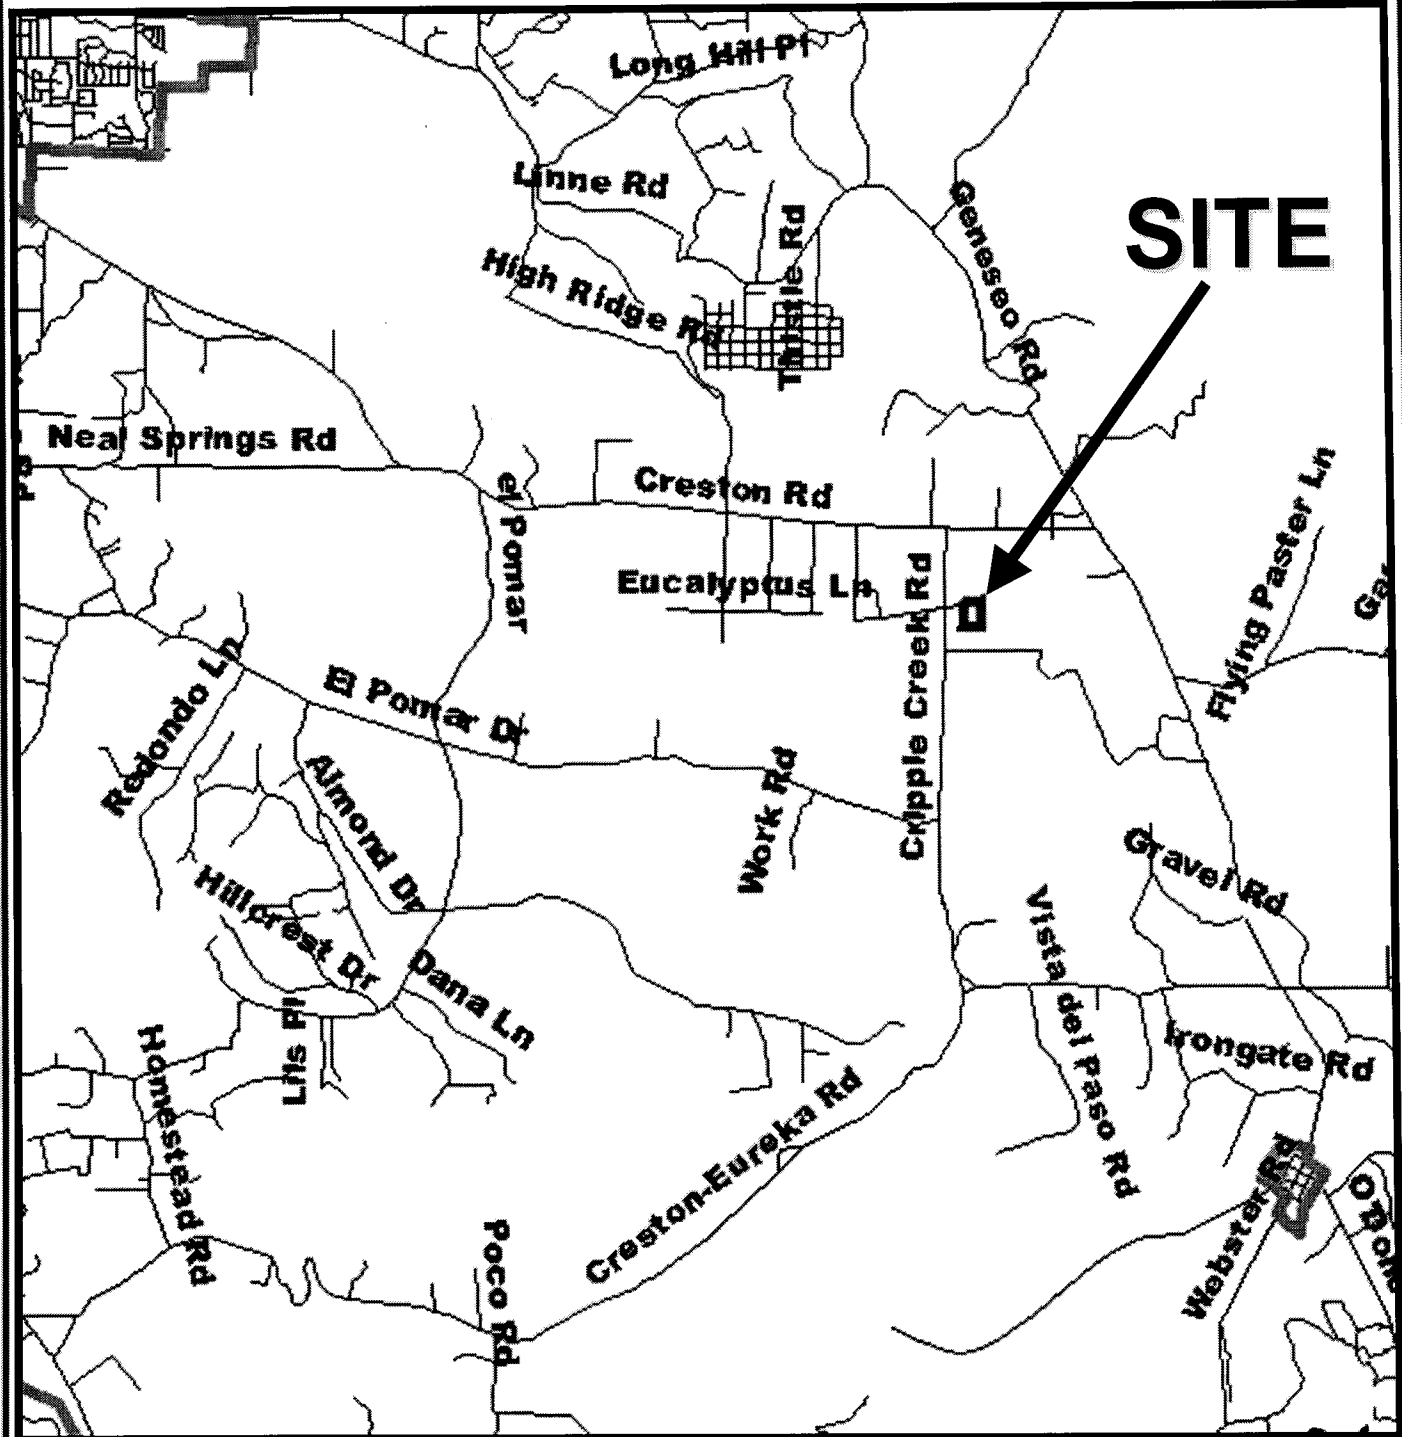 Long Hill Pl
Linne Rd
SITE
Geneseo Rd
Thistle Rd
High Ridge Rd
Neal Springs Rd
Creston Rd
el Pomar
Eucalyptus Ln
Flying Paster Ln
Cripple Creek Rd
Redondo Ln
El Pomar Dr
Almond Dr
Work Rd
Gravel Rd
Hillcrest Dr
Vista del Paso Rd
Dana Ln
Lils Pl
Homestead Rd
Irongate Rd
Creston-Eureka Rd
Webster Rd
Poco Rd